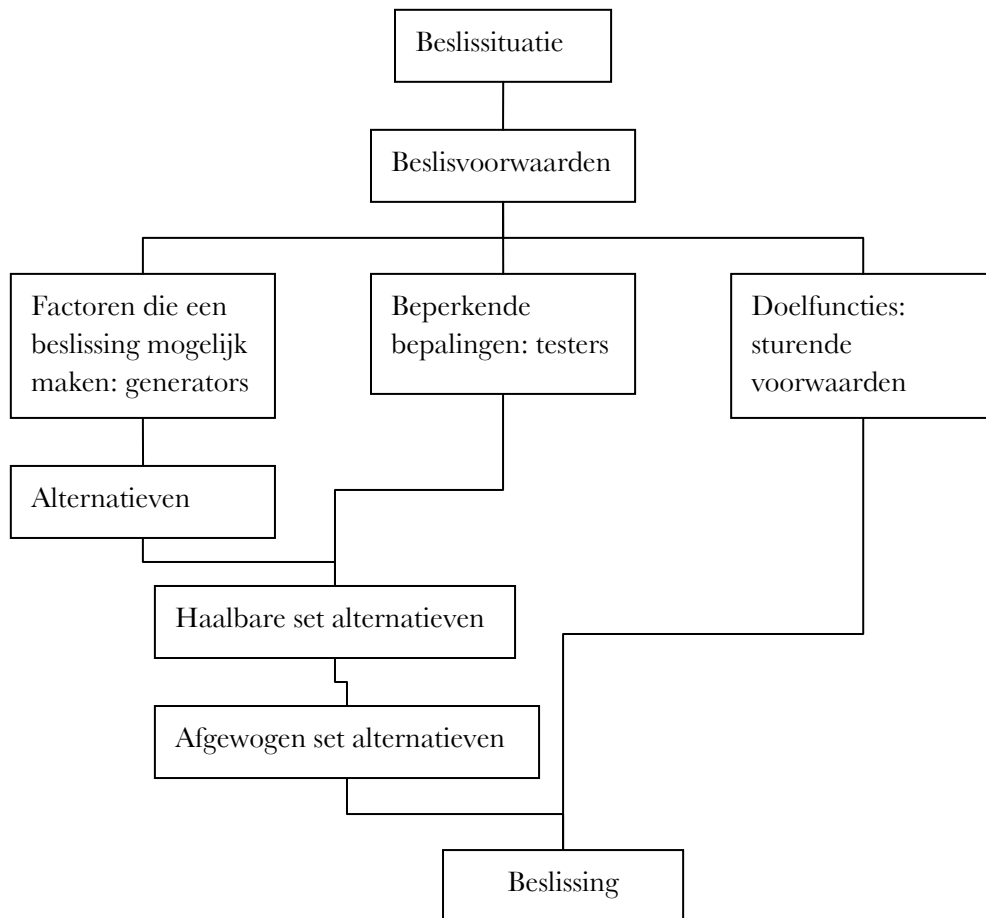 Beslissituatie
Beslisvoorwaarden
Factoren die een
beslissing mogelijk
maken: generators
Beperkende
bepalingen: testers
Doelfuncties:
sturende
voorwaarden
Alternatieven
Haalbare set alternatieven
Afgewogen set alternatieven
Beslissing